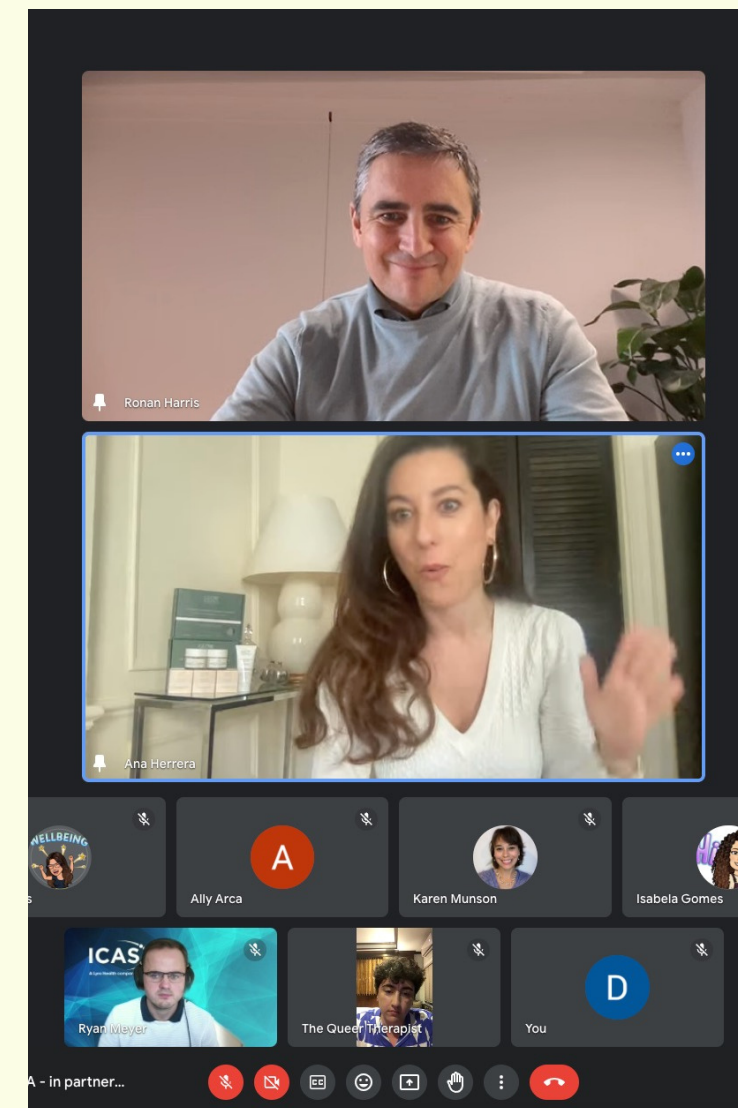 Ronan Harris
Ana Herrera
WELLBEING
s
A
Ally Arca
Karen Munson
Isabela Gomes
ICAS
Ryan Meyer
The Queer Therapist
D
You
A - in partner...
CC